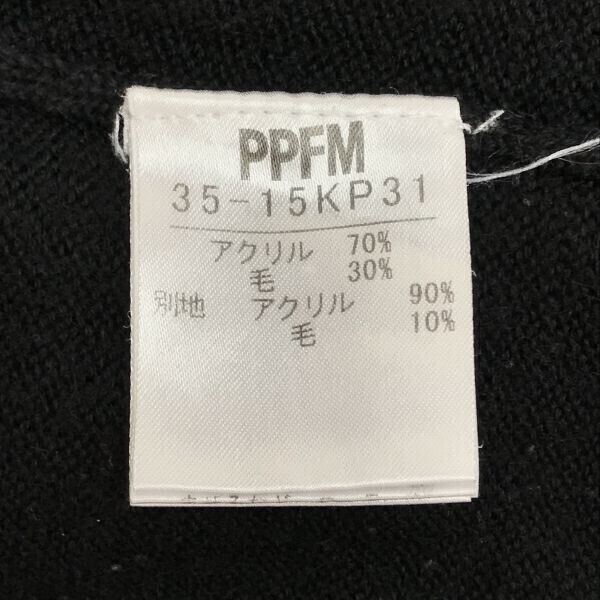 PPFM
35-15KP31
アクリル 70%
毛 30%
別地 アクリル 90%
毛 10%